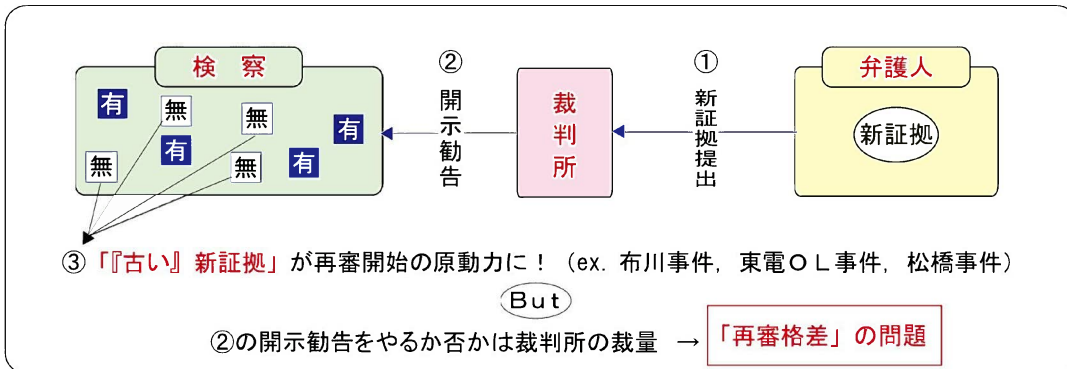 検 察
有
無
無
有
有
無
無
有
②
開示勧告
裁判所
①
新証拠提出
弁護人
新証拠
③「『古い』新証拠」が再審開始の原動力に！（ex. 布川事件，東電ＯＬ事件，松橋事件）
But
②の開示勧告をやるか否かは裁判所の裁量 → 「再審格差」の問題